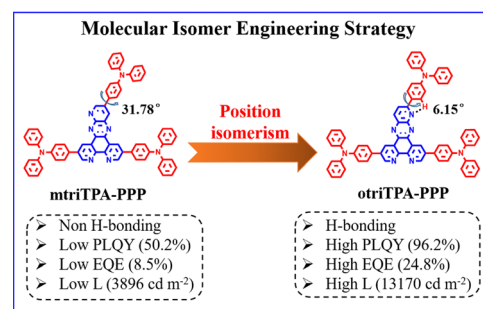 Molecular Isomer Engineering Strategy
N
31.78°
N
N N
N
N N
N
mtriTPA-PPP
Position
isomerism
N
H
6.15°
N
N N
N
N N
N
otriTPA-PPP
➢ Non H-bonding
➢ Low PLQY (50.2%)
➢ Low EQE (8.5%)
➢ Low L (3896 cd m⁻²)
➢ H-bonding
➢ High PLQY (96.2%)
➢ High EQE (24.8%)
➢ High L (13170 cd m⁻²)